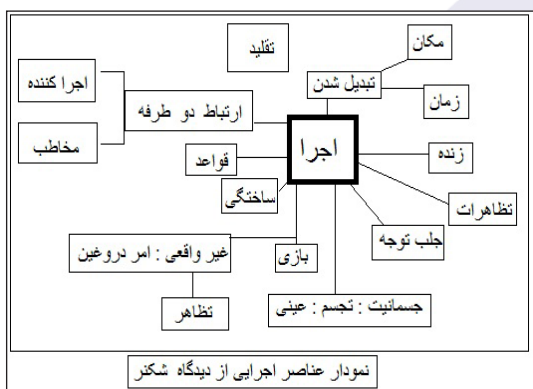 تقلید
مکان
تبدیل شدن
زمان
اجرا کننده
ارتباط دو طرفه
مخاطب
اجرا
قواعد
زنده
ساختگی
تظاهرات
جلب توجه
بازی
غیر واقعی : امر دروغین
تظاهر
جسمانیت : تجسم : عینی
نمودار عناصر اجرایی از دیدگاه شکنر